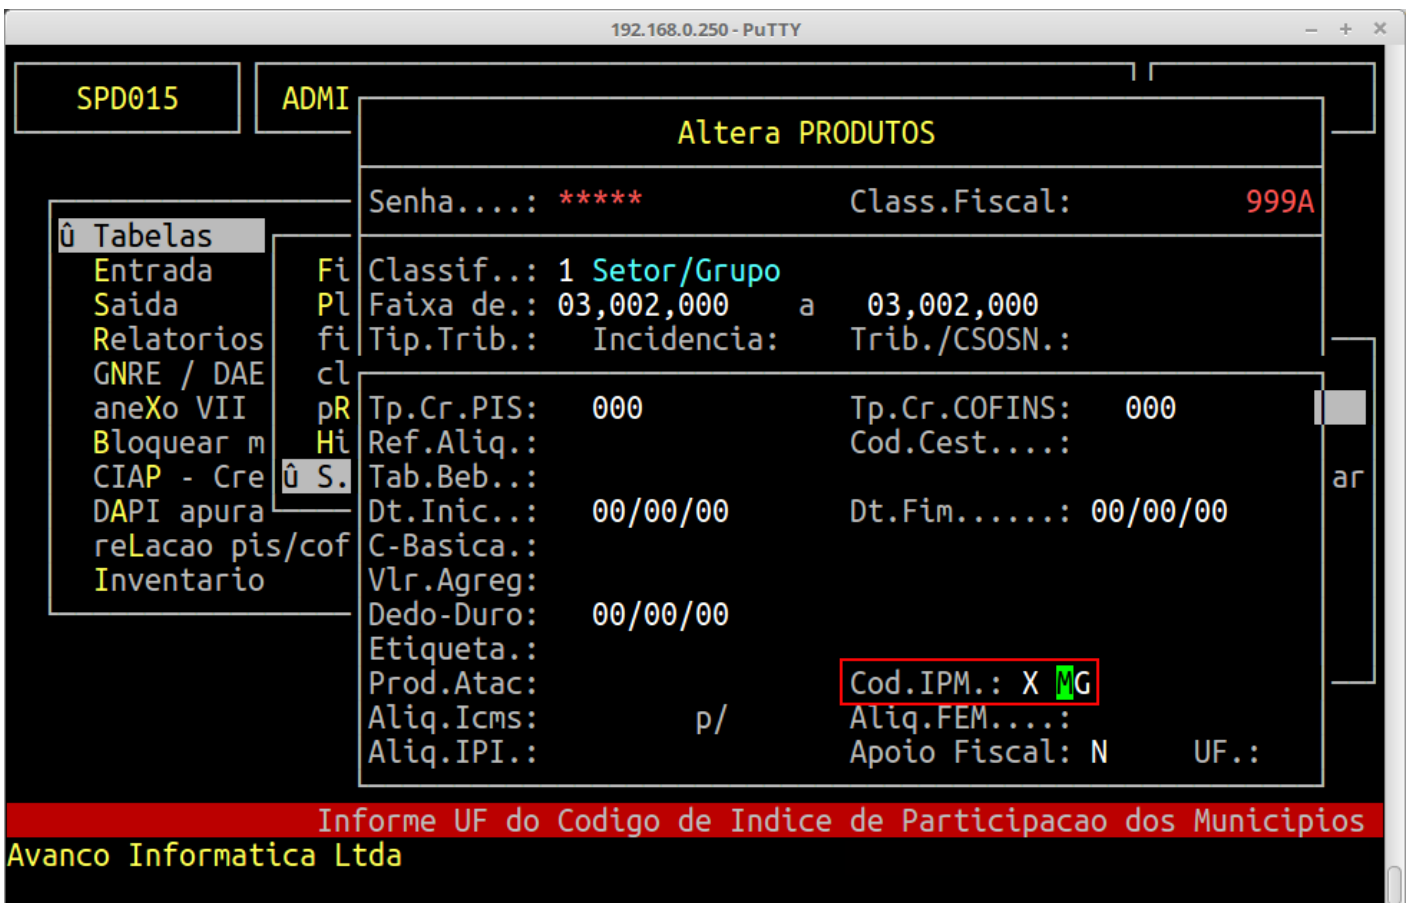 192.168.0.250 - PuTTY
SPD015 ADMI
Altera PRODUTOS
Senha....: ***** Class.Fiscal: 999A
û Tabelas
Entrada Fi Classif..: 1 Setor/Grupo
Saida Pl Faixa de.: 03,002,000 a 03,002,000
Relatorios fi Tip.Trib.: Incidencia: Trib./CSOSN.:
GNRE / DAE cl
aneXo VII pR Tp.Cr.PIS: 000 Tp.Cr.COFINS: 000
Bloquear m Hi Ref.Aliq.: Cod.Cest....:
CIAP - Cre û S. Tab.Beb..: ar
DAPI apura Dt.Inic..: 00/00/00 Dt.Fim......: 00/00/00
reLacao pis/cof C-Basica.:
Inventario Vlr.Agreg:
Dedo-Duro: 00/00/00
Etiqueta.:
Prod.Atac: Cod.IPM.: X MG
Aliq.Icms: p/ Aliq.FEM....:
Aliq.IPI.: Apoio Fiscal: N UF.:
Informe UF do Codigo de Indice de Participacao dos Municipios
Avanco Informatica Ltda